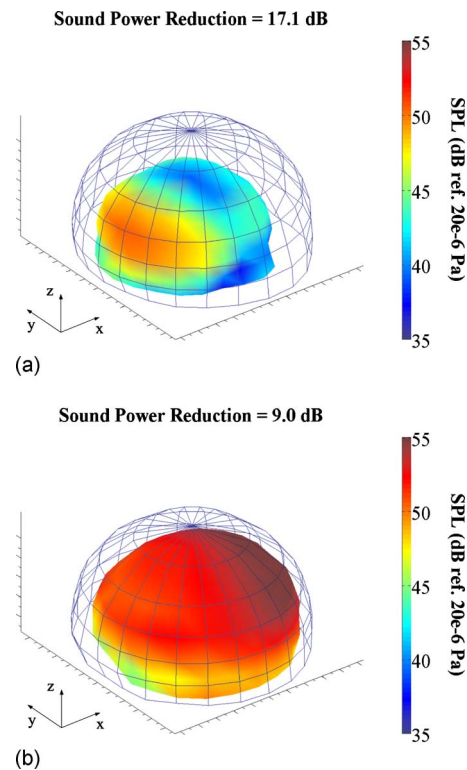 Sound Power Reduction = 17.1 dB
55
50
45
40
35
SPL (dB ref. 20e-6 Pa)
z
y
x
(a)
Sound Power Reduction = 9.0 dB
55
50
45
40
35
SPL (dB ref. 20e-6 Pa)
z
y
x
(b)